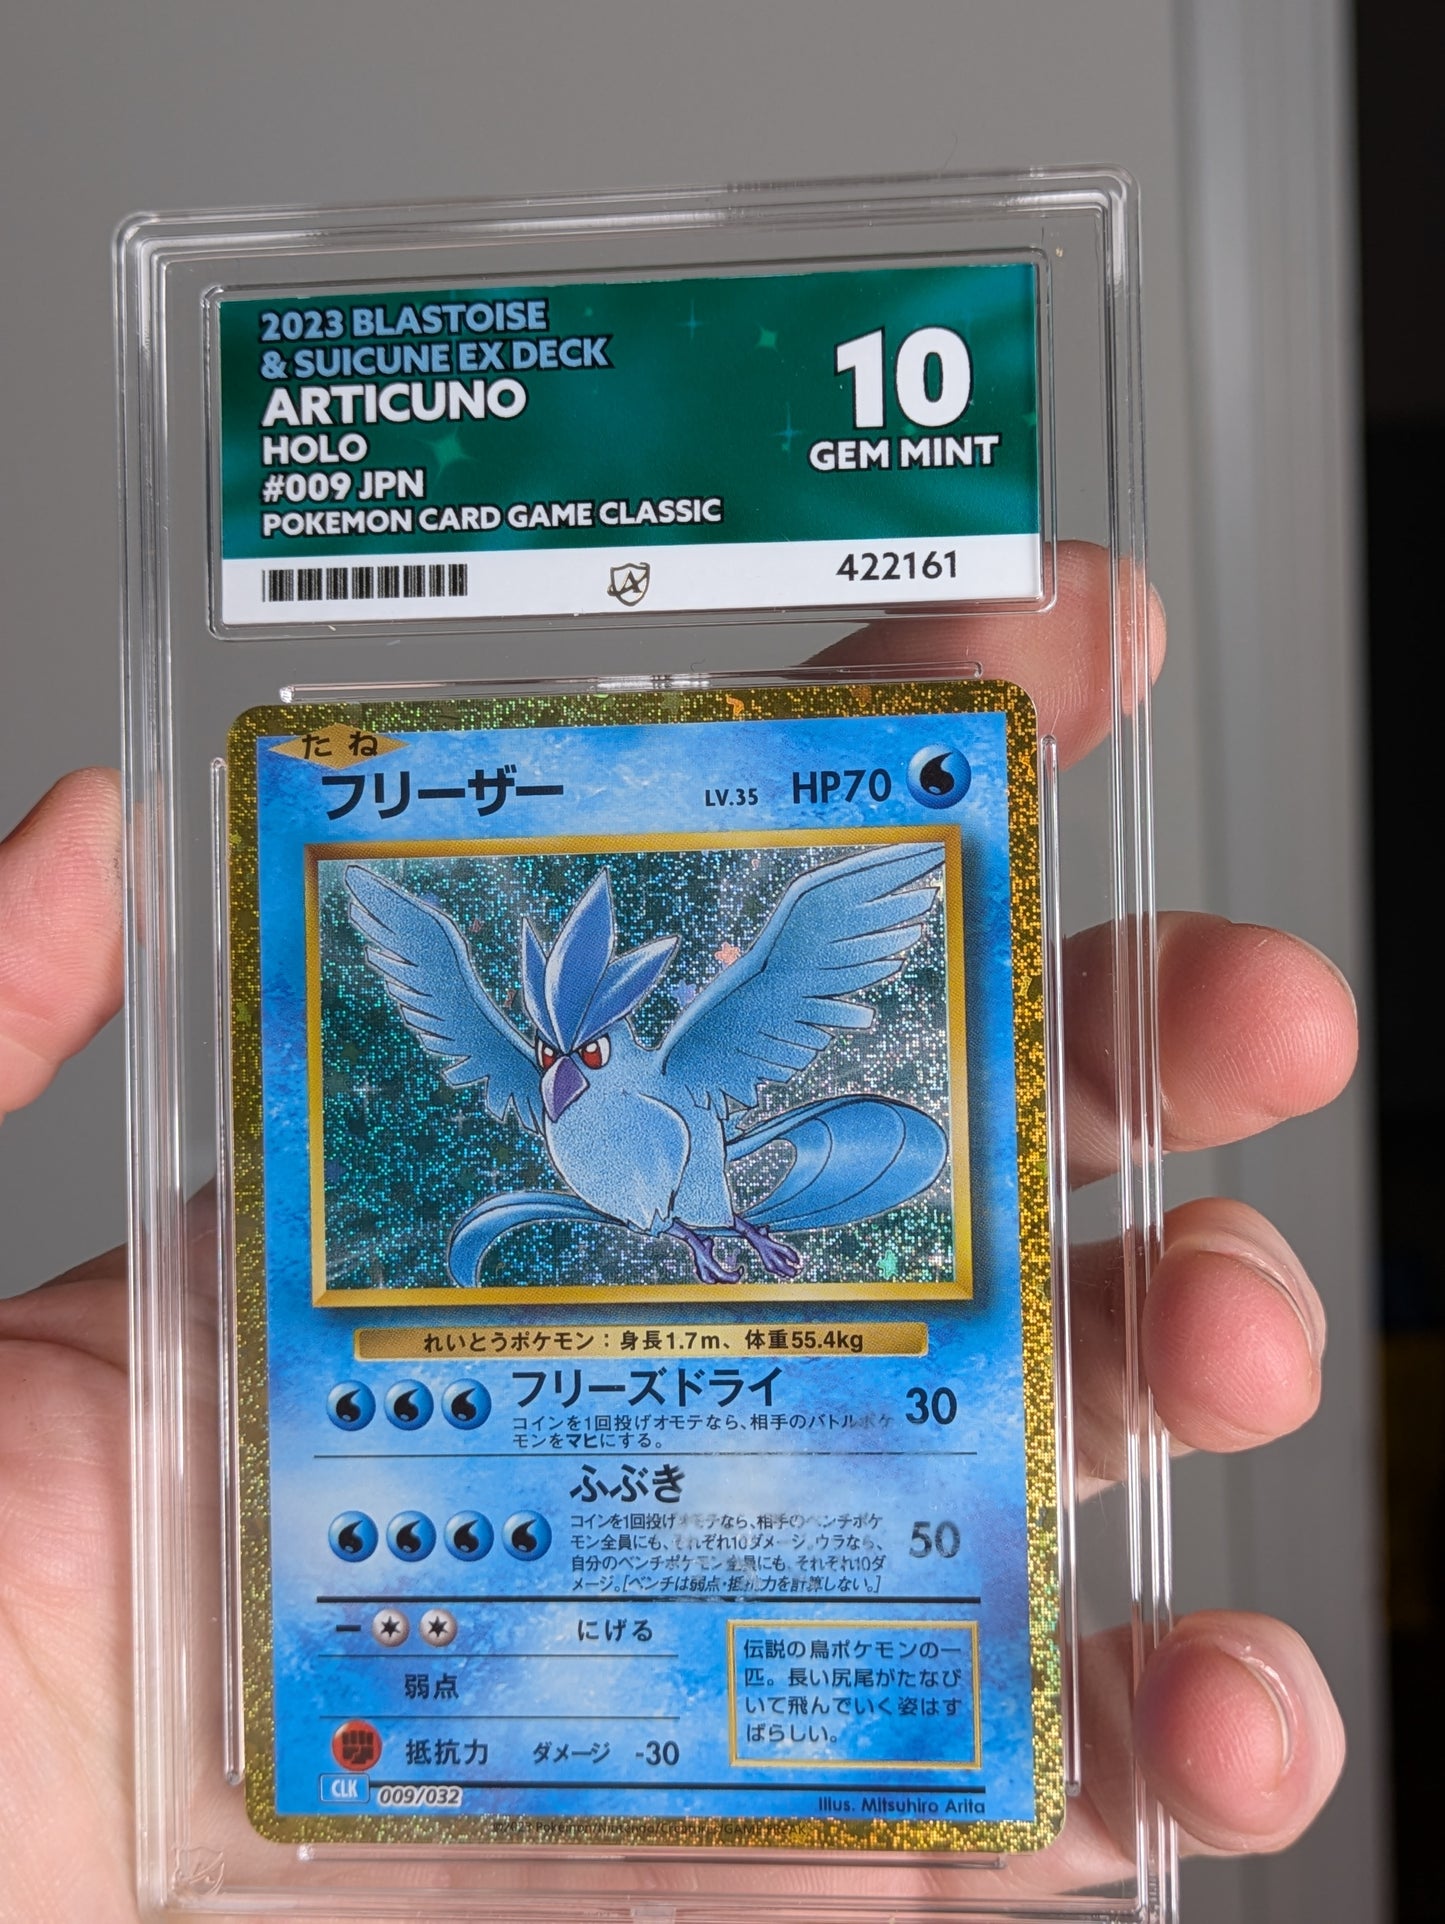 2023 BLASTOISE
& SUICUNE EX DECK
ARTICUNO
HOLO
#009 JPN
POKEMON CARD GAME CLASSIC
10
GEM MINT
422161
たね
フリーザー LV.35 HP70
れいとうポケモン：身長1.7m、体重55.4kg
フリーズドライ 30
コインを1回投げオモテなら、相手のバトルポケ
モンをマヒにする。
ふぶき
コインを1回投げオモテなら、相手のベンチポケ
モン全員にも、それぞれ10ダメージ。ウラなら、
自分のベンチポケモン全員にも、それぞれ10ダ
メージ。[ベンチは弱点・抵抗力を計算しない。]
50
ー にげる
弱点
抵抗力 ダメージ -30
伝説の鳥ポケモンの一
匹。長い尻尾がたなび
いて飛んでいく姿はす
ばらしい。
CLK 009/032
Illus. Mitsuhiro Arita
©2023 Pokémon/Nintendo/Creatures/GAME FREAK